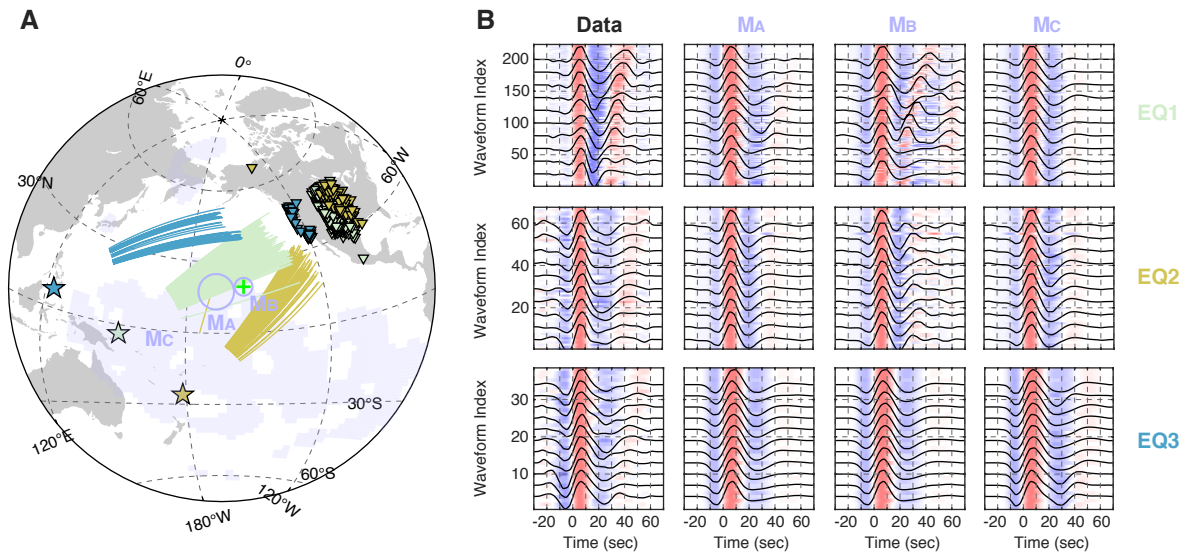 A
B
Data
MA
MB
MC
0°
60°E
60°W
30°N
MB
MA
MC
30°S
120°E
60°S
120°W
180°W
Waveform Index
200
150
100
50
EQ1
Waveform Index
60
40
20
EQ2
Waveform Index
30
20
10
EQ3
-20 0 20 40 60
-20 0 20 40 60
-20 0 20 40 60
-20 0 20 40 60
Time (sec)
Time (sec)
Time (sec)
Time (sec)